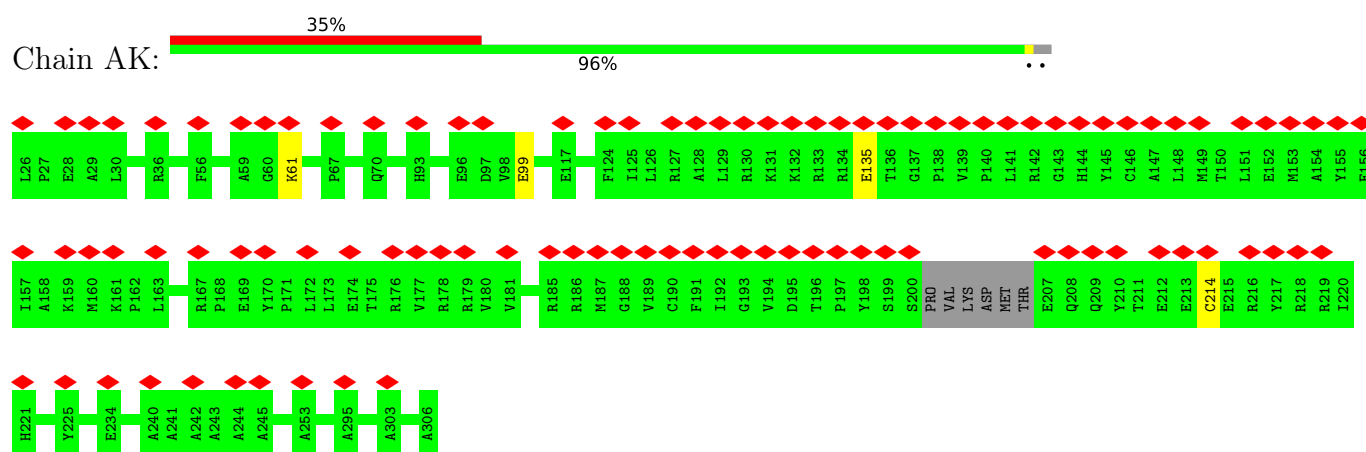 35%
Chain AK:
96%
L26 P27 E28 A29 L30 R36 F56 A59 G60 K61 P67 Q70 H93 E96 D97 V98 E99 E117 F124 I125 L126 R127 A128 L129 R130 K131 K132 R133 R134 E135 T136 G137 P138 V139 P140 L141 R142 G143 H144 Y145 C146 A147 L148 M149 T150 L151 E152 M153 A154 Y155 E156
I157 A158 K159 M160 K161 P162 L163 R167 P168 E169 Y170 P171 L172 L173 E174 T175 R176 V177 R178 R179 V180 V181 R185 R186 M187 G188 V189 C190 F191 I192 G193 V194 D195 T196 P197 Y198 S199 S200 PRO VAL LYS ASP MET THR E207 Q208 Q209 Y210 T211 E212 E213 C214 E215 R216 Y217 R218 R219 I220
H221 Y225 E234 A240 A241 A242 A243 A244 A245 A253 A295 A303 A306